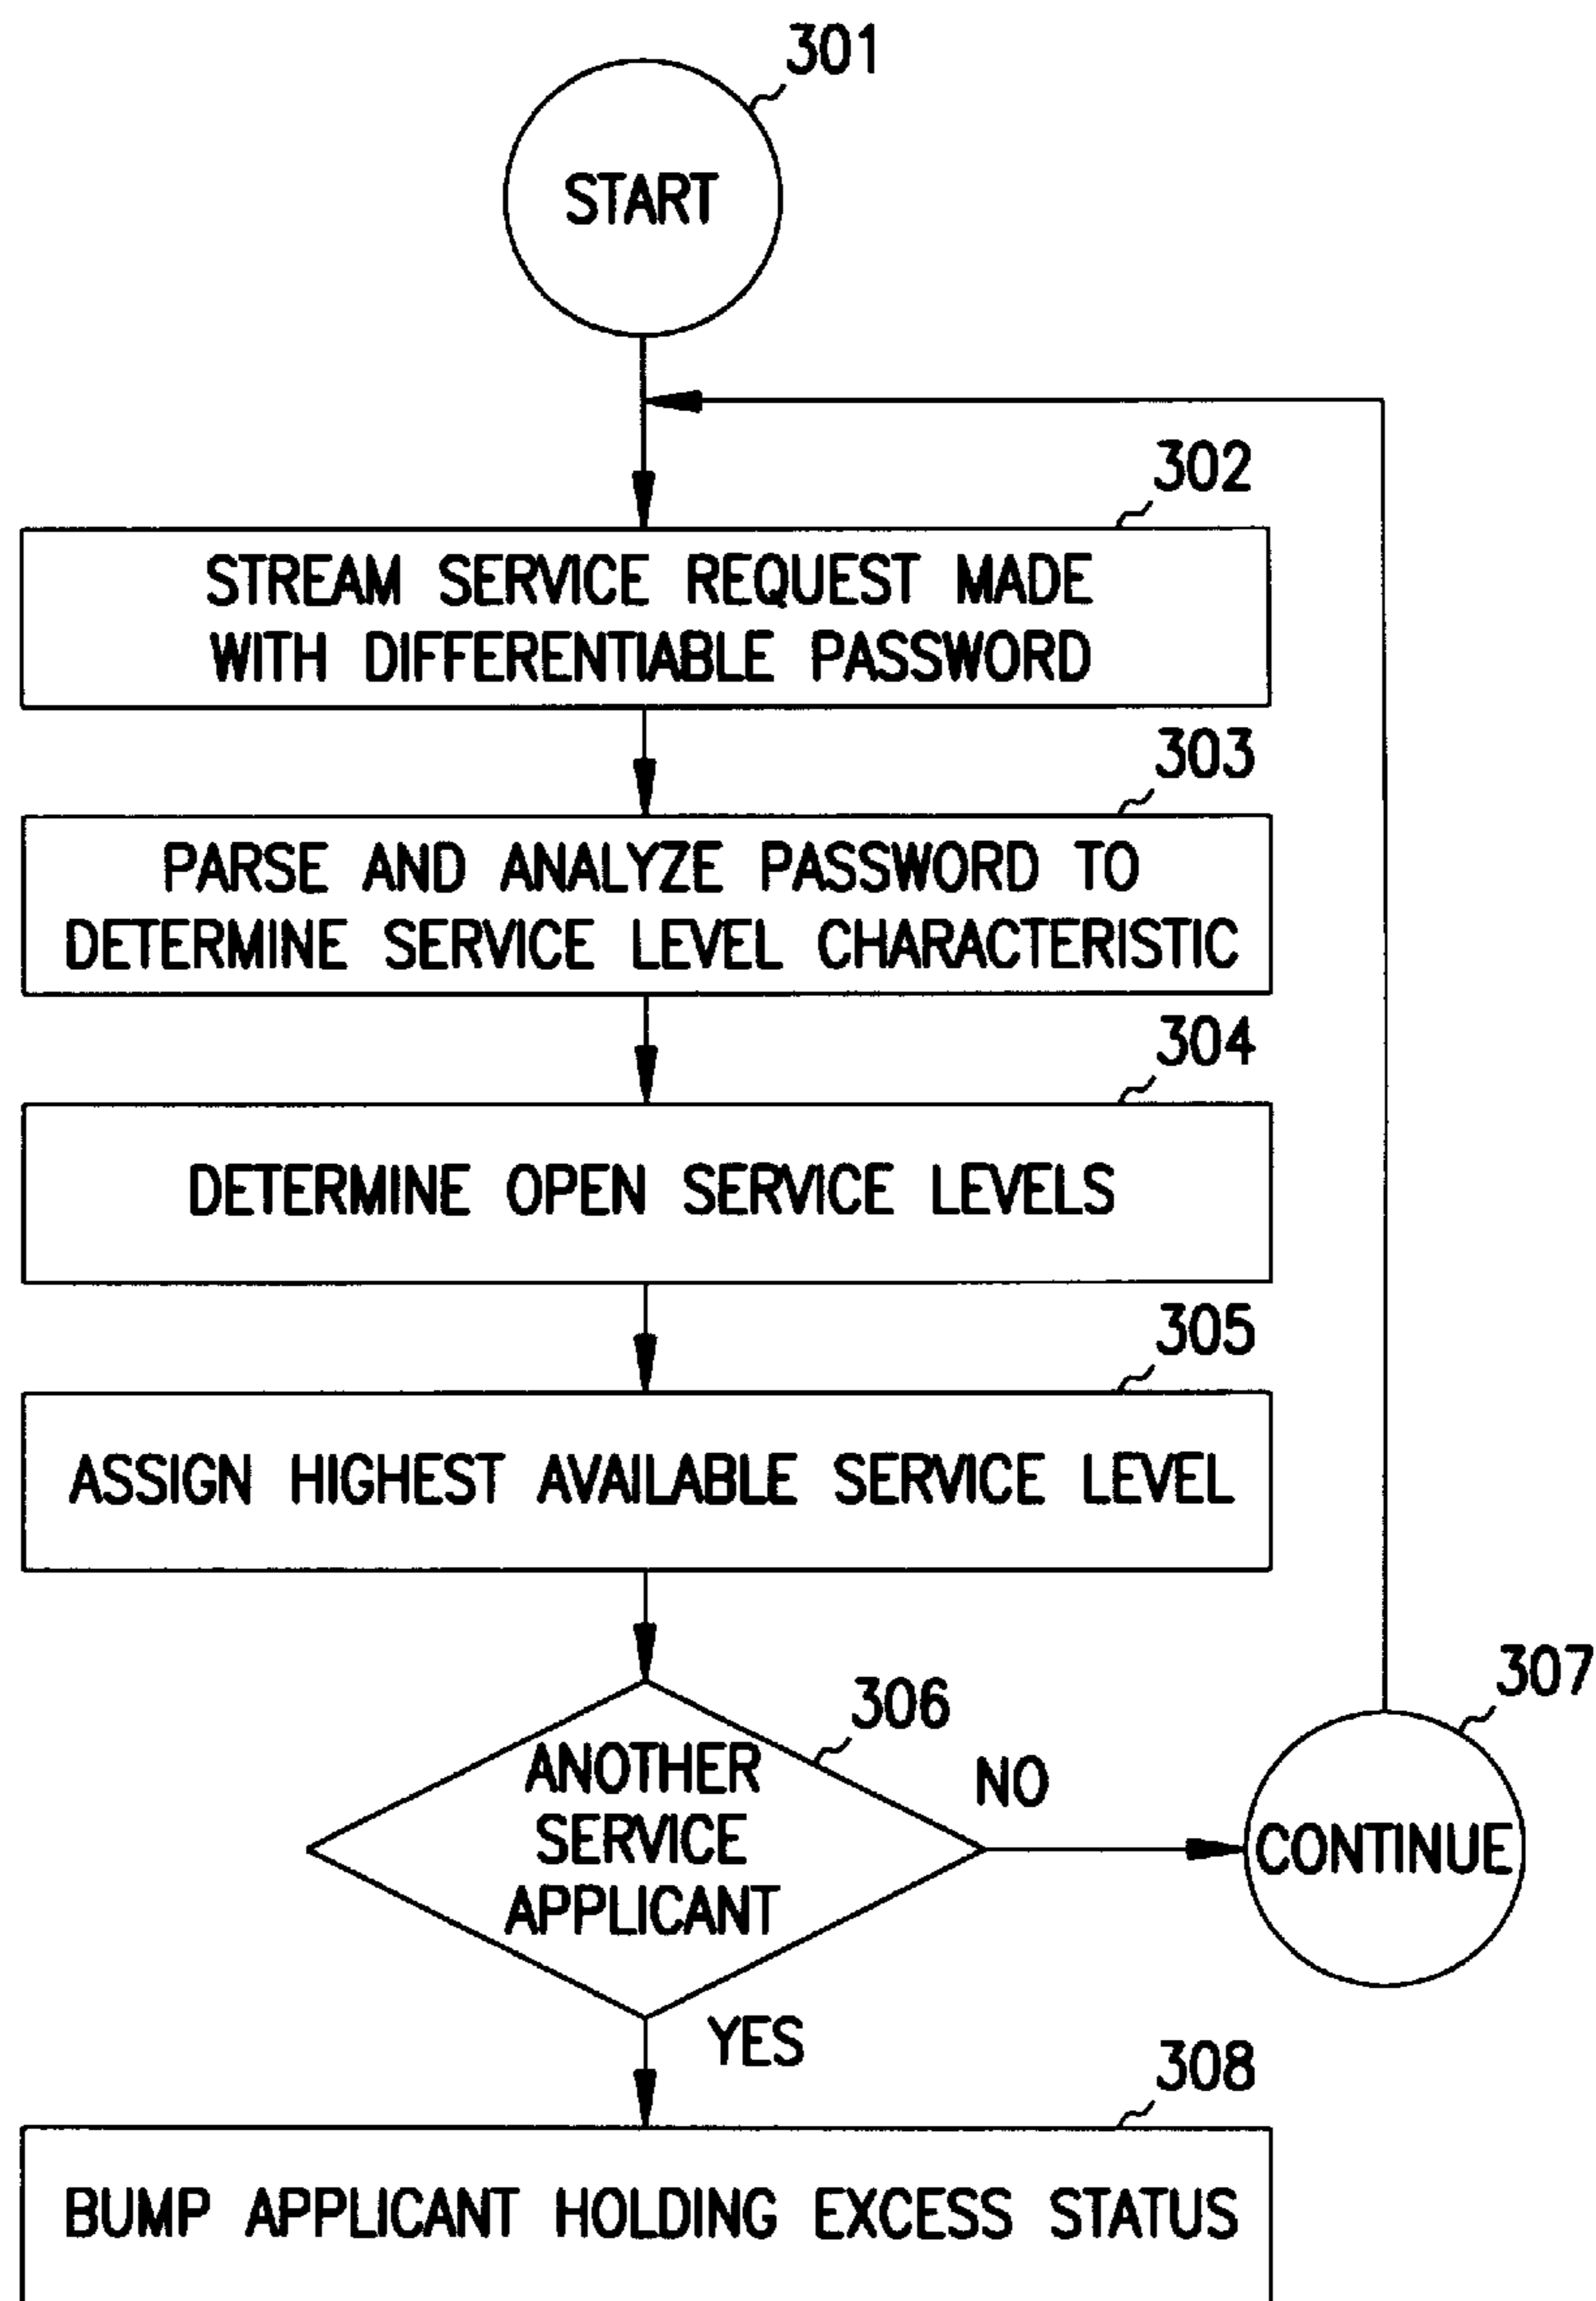 301
START
302
STREAM SERVICE REQUEST MADE
WITH DIFFERENTIABLE PASSWORD
303
PARSE AND ANALYZE PASSWORD TO
DETERMINE SERVICE LEVEL CHARACTERISTIC
304
DETERMINE OPEN SERVICE LEVELS
305
ASSIGN HIGHEST AVAILABLE SERVICE LEVEL
306
ANOTHER
SERVICE
APPLICANT
NO
307
CONTINUE
YES
308
BUMP APPLICANT HOLDING EXCESS STATUS